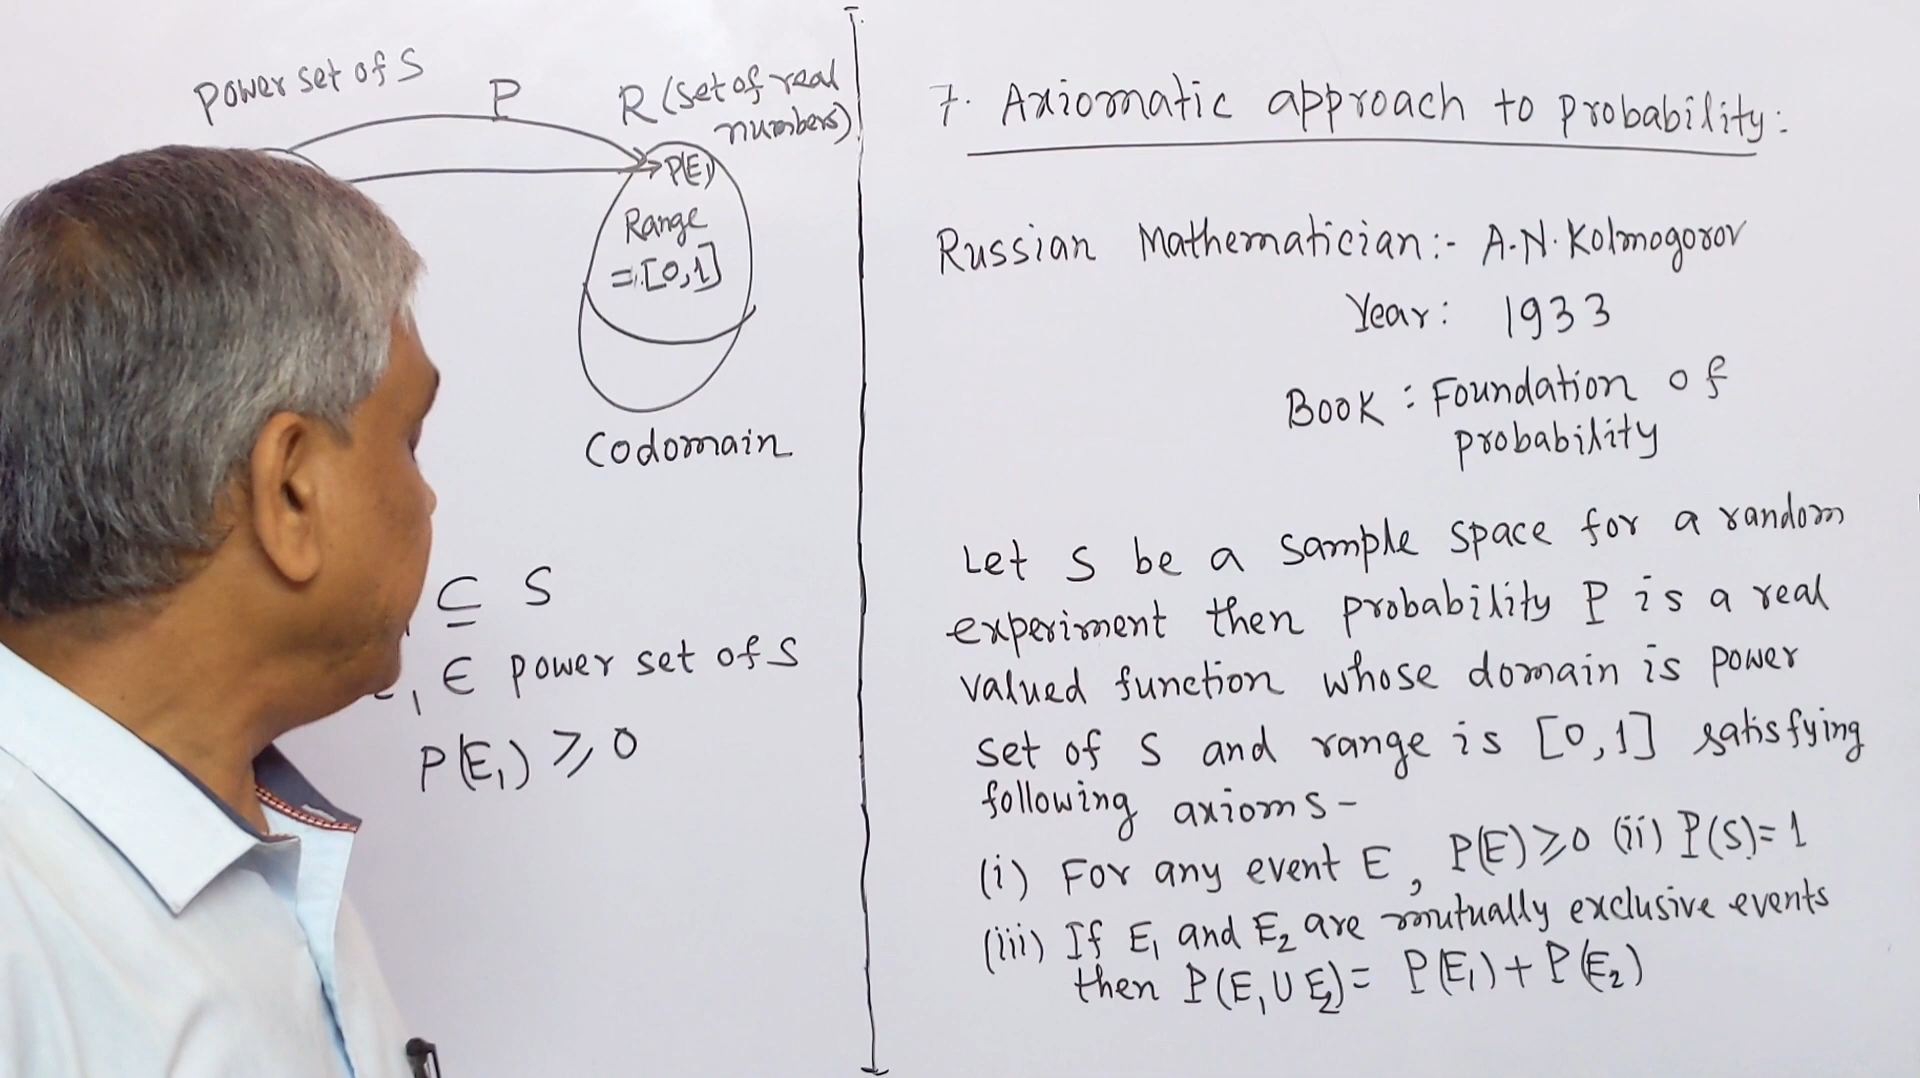 Power set of S
P
R (set of real
numbers)
P(E1)
Range
= [0,1]
Codomain
⊆ S
1 ∈ power set of S
P(E1) ≥ 0
7. Axiomatic approach to probability:
Russian Mathematician:- A.N. Kolmogorov
Year: 1933
Book : Foundation of
probability
Let S be a sample space for a random
experiment then probability P is a real
valued function whose domain is power
set of S and range is [0,1] satisfying
following axioms -
(i) For any event E, P(E) ≥ 0 (ii) P(S) = 1
(iii) If E1 and E2 are mutually exclusive events
then P(E1 ∪ E2) = P(E1) + P(E2)